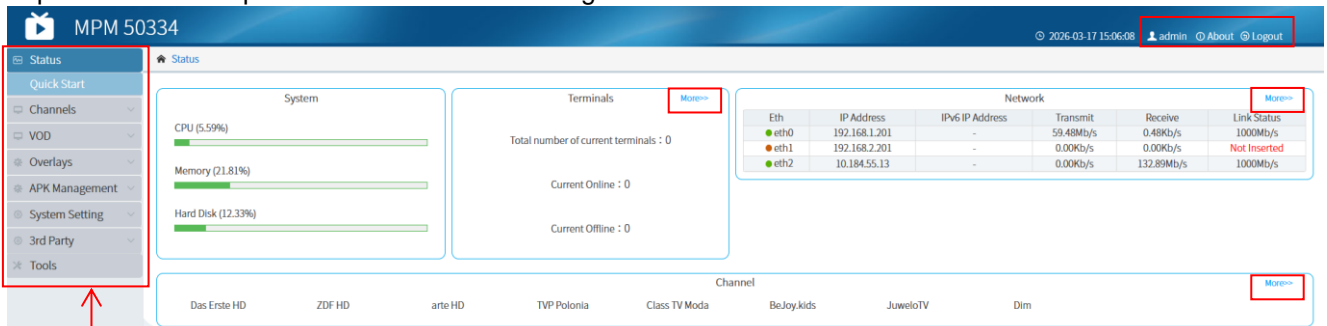 MPM 50334
2026-03-17 15:06:08 admin About Logout
Status
Quick Start
Channels
VOD
Overlays
APK Management
System Setting
3rd Party
Tools
Status
System
CPU (5.59%)
Memory (21.81%)
Hard Disk (12.33%)
Terminals More>>
Total number of current terminals : 0
Current Online : 0
Current Offline : 0
Network More>>
Eth IP Address IPv6 IP Address Transmit Receive Link Status
eth0 192.168.1.201 - 59.48Mb/s 0.48Kb/s 1000Mb/s
eth1 192.168.2.201 - 0.00Kb/s 0.00Kb/s Not Inserted
eth2 10.184.55.13 - 0.00Kb/s 132.89Mb/s 1000Mb/s
Channel More>>
Das Erste HD ZDF HD arte HD TVP Polonia Class TV Moda BeJoy.kids JuweloTV Dim